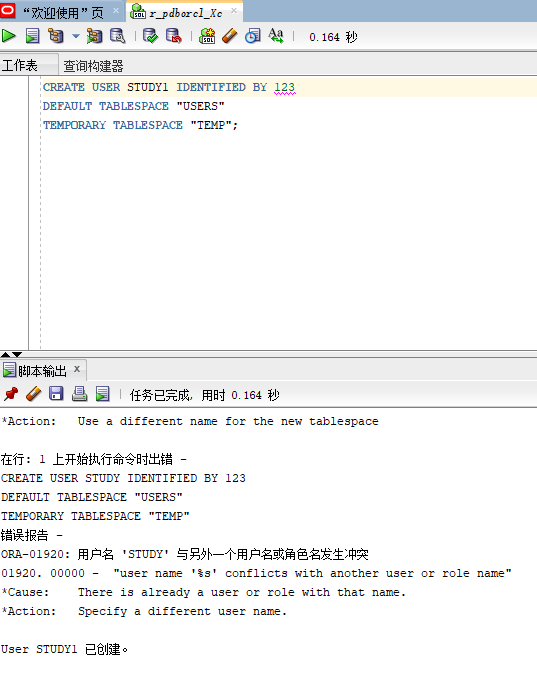 “欢迎使用”页
r_pdborcl_Xc
SQL
SQL
Aa
0.164 秒
工作表
查询构建器
CREATE USER STUDY1 IDENTIFIED BY 123
DEFAULT TABLESPACE "USERS"
TEMPORARY TABLESPACE "TEMP";
脚本输出
任务已完成, 用时 0.164 秒
*Action:   Use a different name for the new tablespace
在行: 1 上开始执行命令时出错 -
CREATE USER STUDY IDENTIFIED BY 123
DEFAULT TABLESPACE "USERS"
TEMPORARY TABLESPACE "TEMP"
错误报告 -
ORA-01920: 用户名 'STUDY' 与另外一个用户名或角色名发生冲突
01920. 00000 -  "user name '%s' conflicts with another user or role name"
*Cause:    There is already a user or role with that name.
*Action:   Specify a different user name.
User STUDY1 已创建。